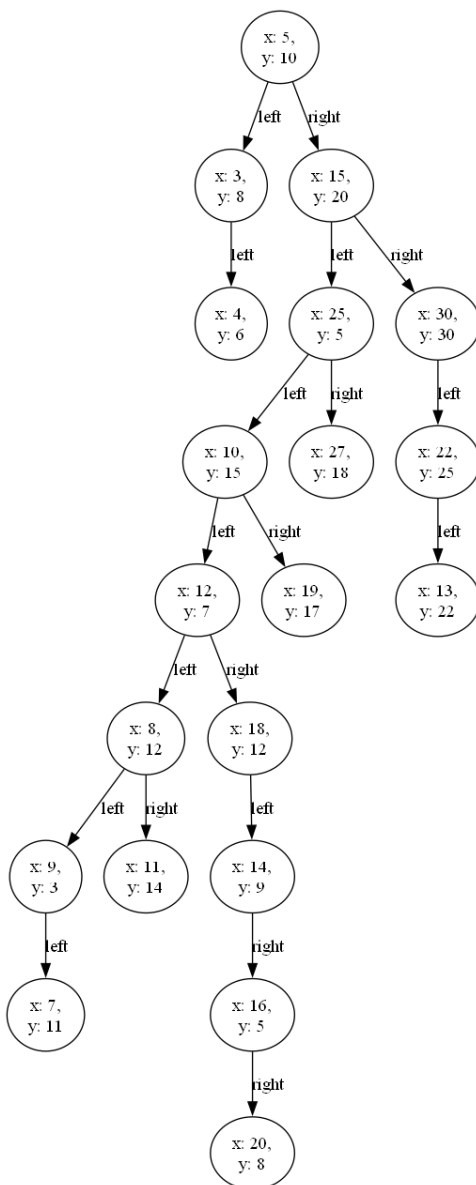 x: 5,
y: 10
left
right
x: 3,
y: 8
x: 15,
y: 20
left
left
right
x: 4,
y: 6
x: 25,
y: 5
x: 30,
y: 30
left
right
left
x: 10,
y: 15
x: 27,
y: 18
x: 22,
y: 25
left
right
left
x: 12,
y: 7
x: 19,
y: 17
x: 13,
y: 22
left
right
x: 8,
y: 12
x: 18,
y: 12
left
right
left
x: 9,
y: 3
x: 11,
y: 14
x: 14,
y: 9
left
right
x: 7,
y: 11
x: 16,
y: 5
right
x: 20,
y: 8